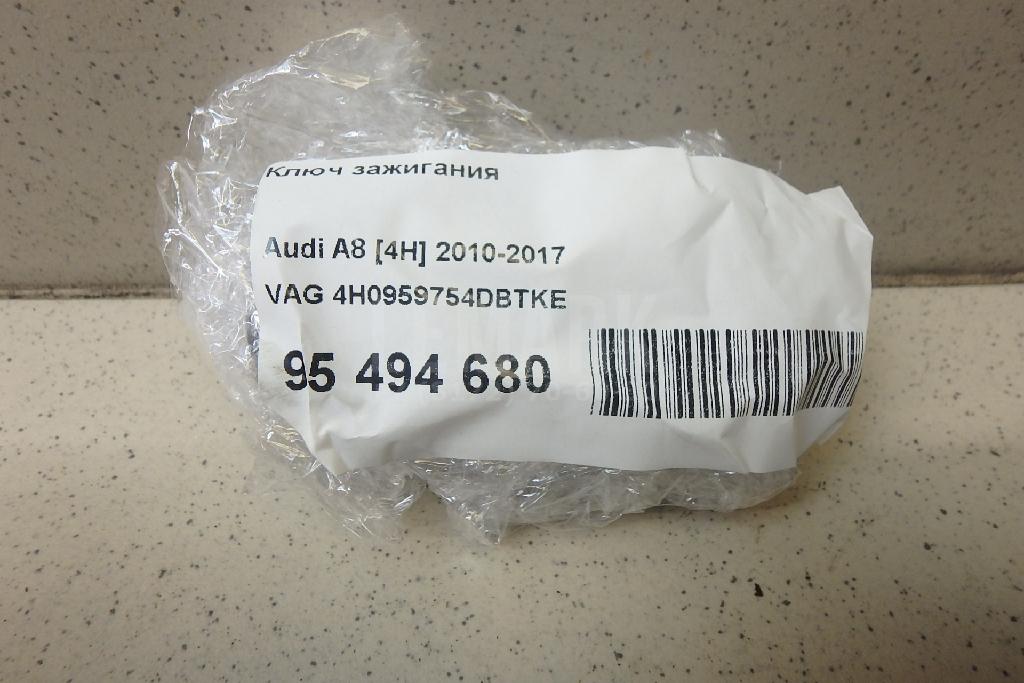 Ключ зажигания
Audi A8 [4H] 2010-2017
VAG 4H0959754DBTKE
95 494 680